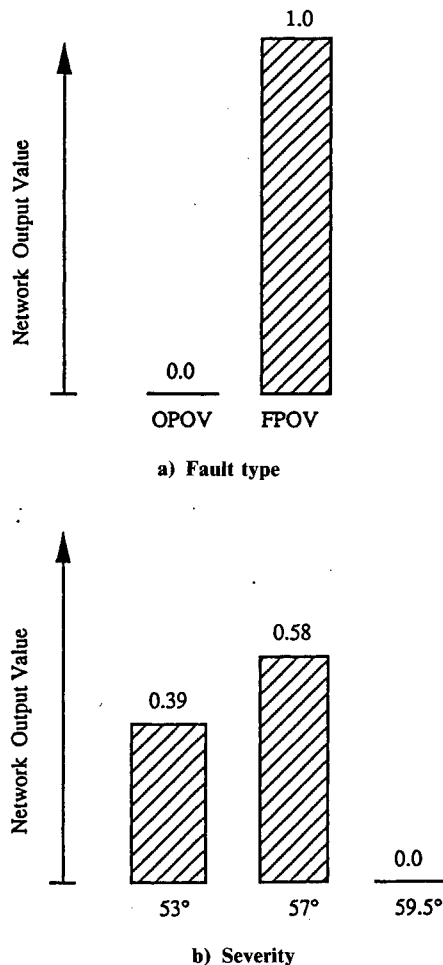 1.0
Network Output Value
0.0
OPOV FPOV
a) Fault type
Network Output Value
0.58
0.39
0.0
53° 57° 59.5°
b) Severity